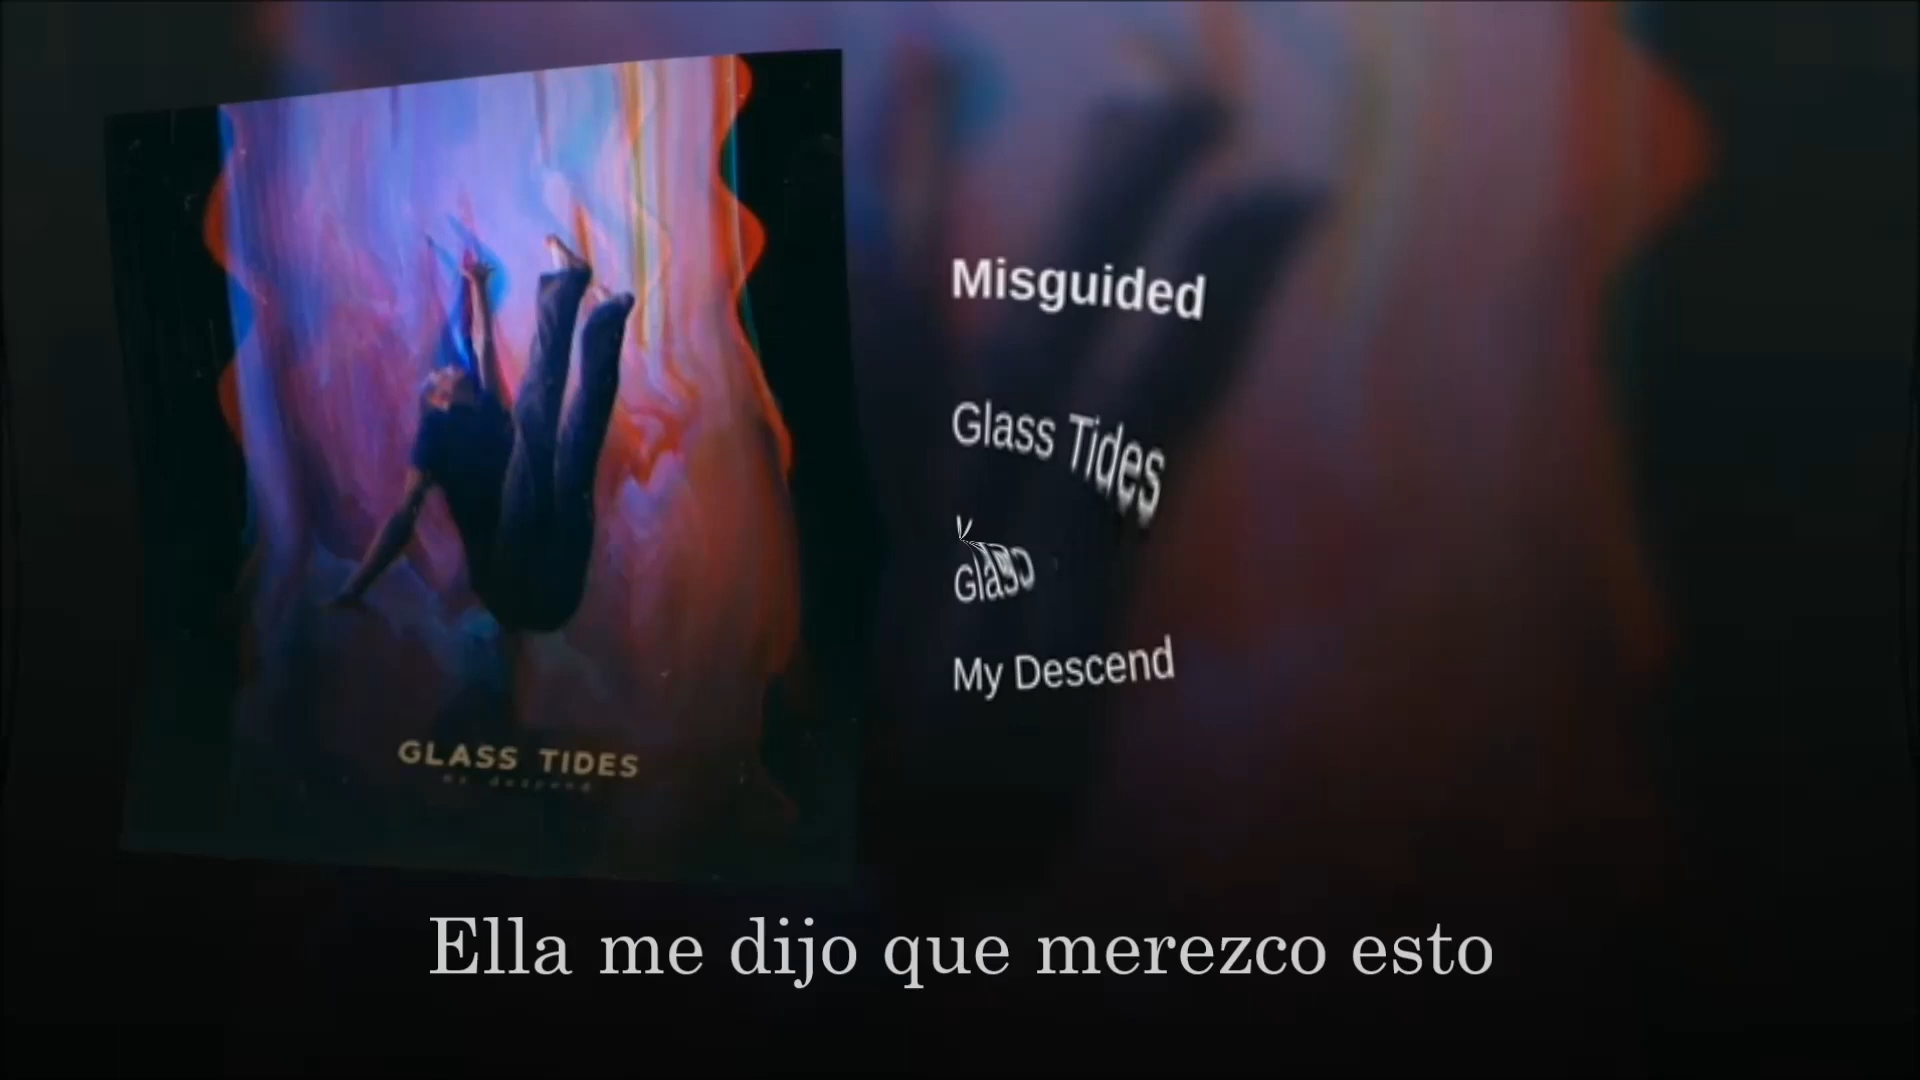 Misguided
Glass Tides
My Descend
GLASS TIDES
Ella me dijo que merezco esto